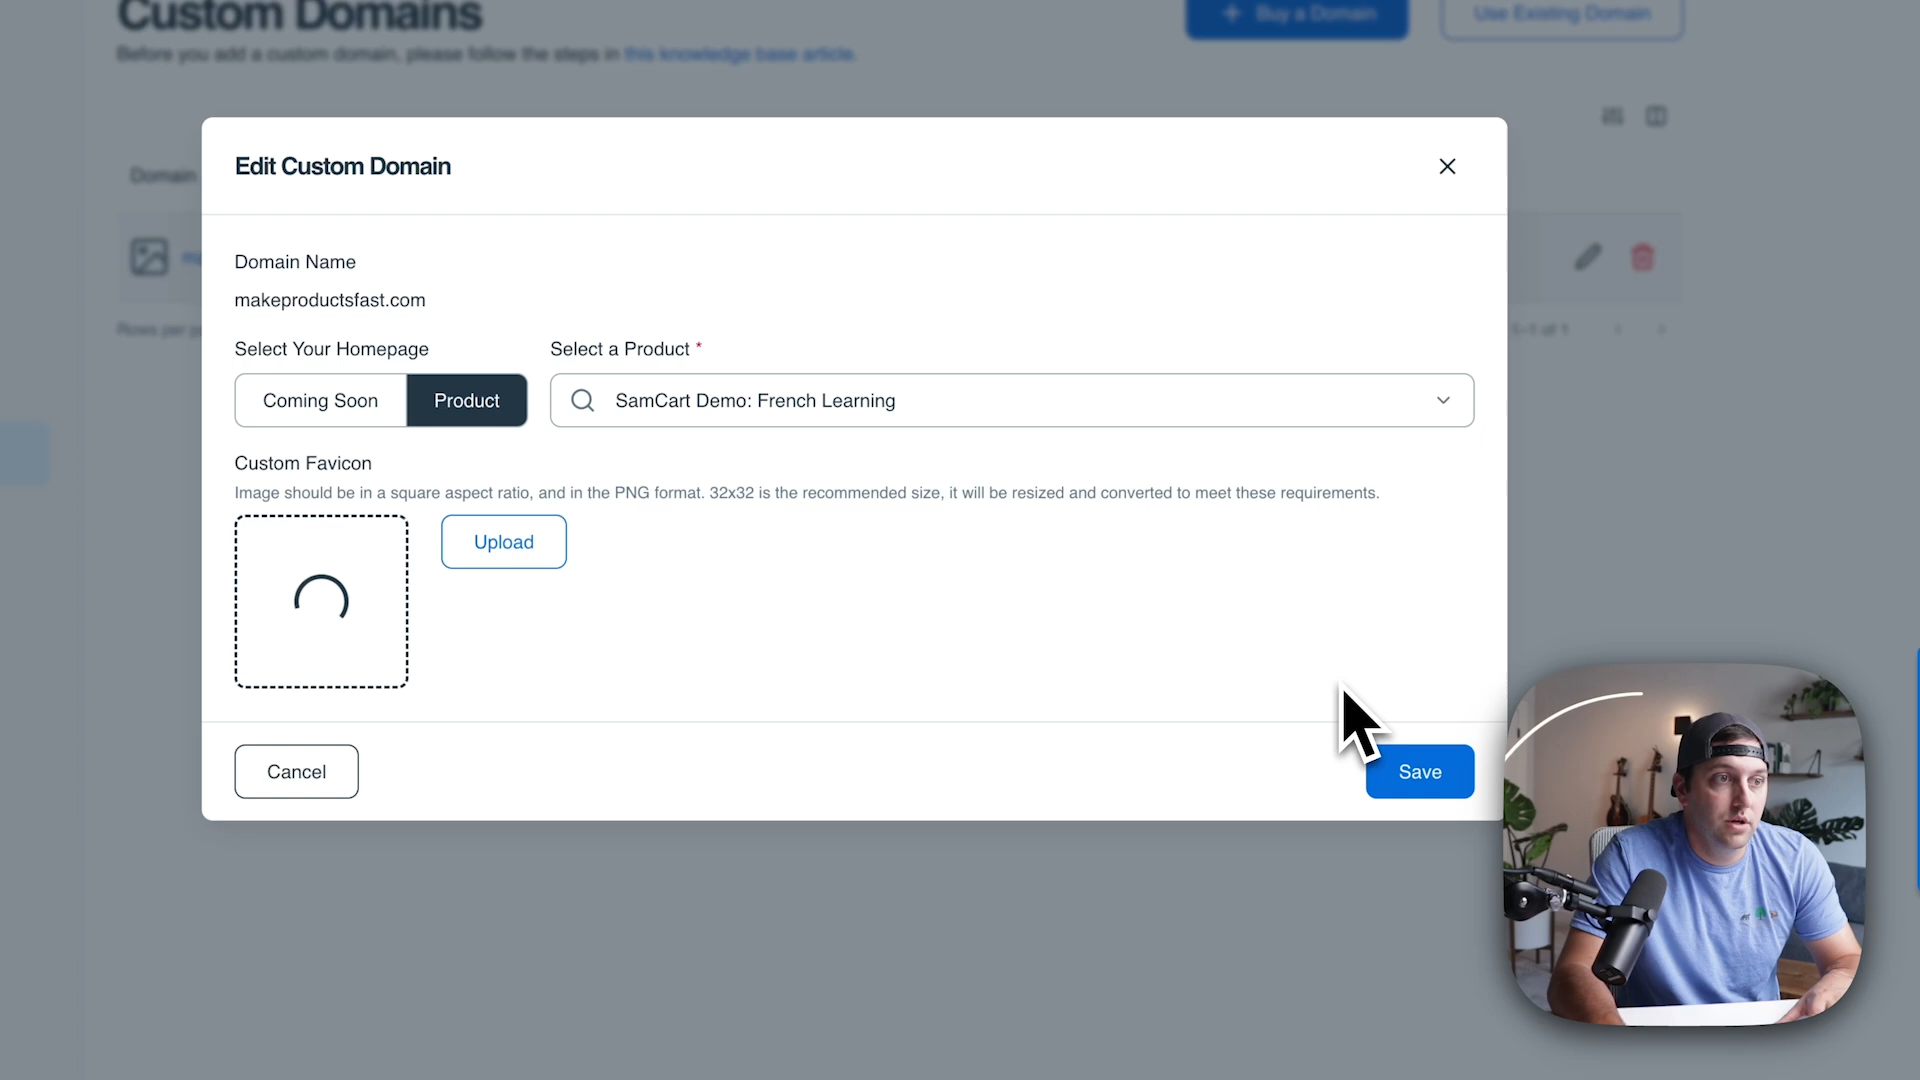 Custom Domains
+ Buy a Domain
Use Existing Domain
Before you add a custom domain, please follow the steps in this knowledge base article.
Domain
Edit Custom Domain
Domain Name
makeproductsfast.com
Select Your Homepage
Select a Product *
Coming Soon
Product
SamCart Demo: French Learning
Custom Favicon
Image should be in a square aspect ratio, and in the PNG format. 32x32 is the recommended size, it will be resized and converted to meet these requirements.
Upload
Cancel
Save
Rows per